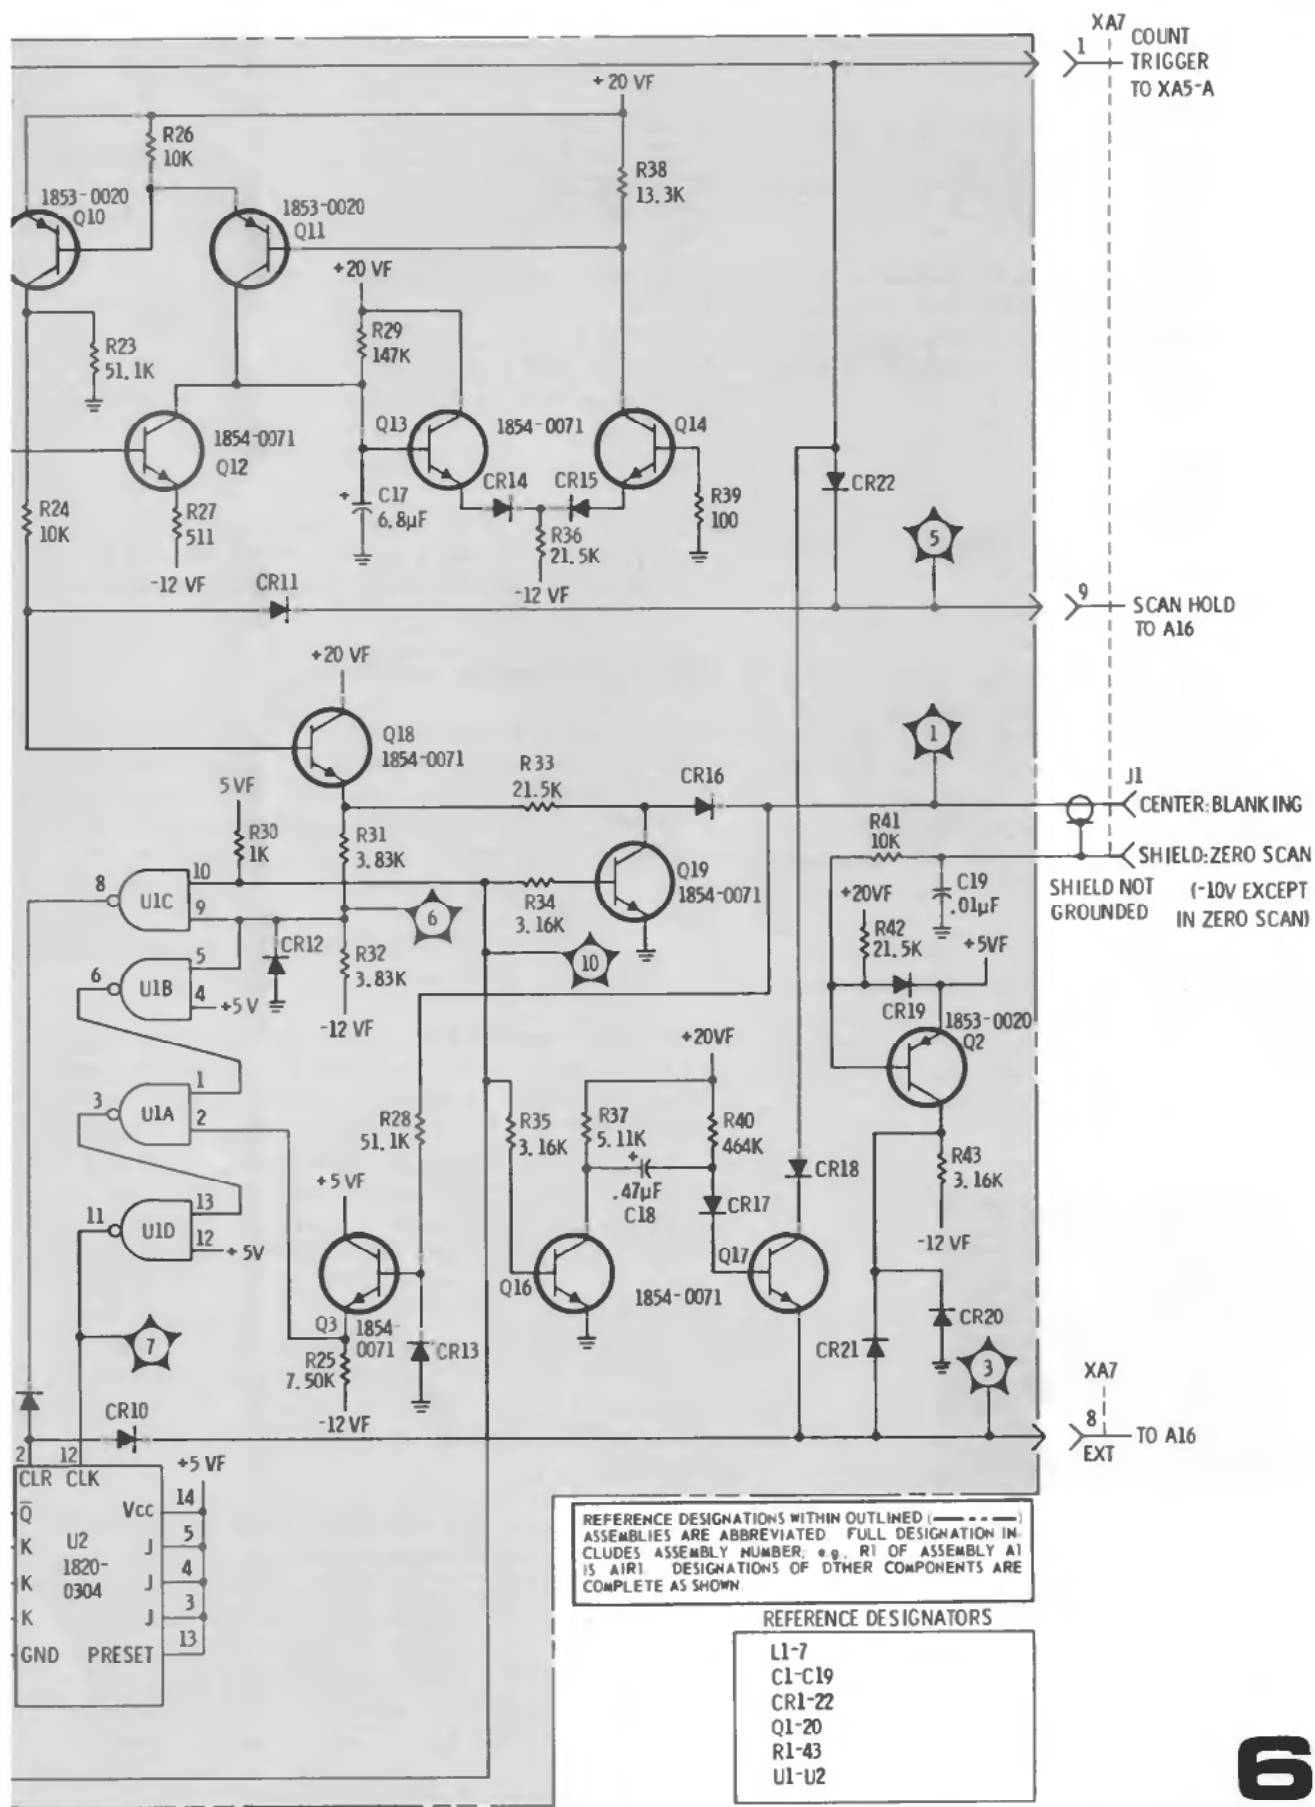 XA7
1
COUNT
TRIGGER
TO XA5-A
+20 VF
R26
10K
R38
13.3K
1853-0020
Q10
1853-0020
Q11
+20 VF
R23
51.1K
R29
147K
1854-0071
Q12
Q13
1854-0071
Q14
CR14
CR15
CR22
R24
10K
R27
511
+
C17
6.8µF
R36
21.5K
R39
100
5
-12 VF
CR11
-12 VF
9
SCAN HOLD
TO A16
+20 VF
Q18
1854-0071
1
R33
21.5K
CR16
J1
CENTER:BLANKING
5 VF
R30
1K
R31
3.83K
R41
10K
SHIELD:ZERO SCAN
8
U1C
10
9
Q19
1854-0071
R34
3.16K
6
+20VF
C19
.01µF
SHIELD NOT
GROUNDED
(-10V EXCEPT
IN ZERO SCAN)
R42
21.5K
+5VF
CR12
R32
3.83K
10
6
U1B
5
4
+5 V
CR19
-12 VF
1853-0020
Q2
+20VF
3
U1A
1
2
R28
51.1K
R35
3.16K
R37
5.11K
R40
464K
R43
3.16K
+
.47µF
C18
CR18
CR17
+5 VF
11
U1D
13
12
+ 5V
-12 VF
Q16
Q17
1854-0071
Q3
1854-
0071
CR13
CR20
CR21
7
R25
7.50K
3
XA7
CR10
-12 VF
8
EXT
TO A16
2
12
CLR CLK
+5 VF
Q̅
Vcc
14
K
U2
J
5
1820-
0304
K
J
4
K
J
3
GND
PRESET
13
REFERENCE DESIGNATIONS WITHIN OUTLINED (— - - —)
ASSEMBLIES ARE ABBREVIATED. FULL DESIGNATION IN-
CLUDES ASSEMBLY NUMBER; e.g., R1 OF ASSEMBLY A1
IS A1R1. DESIGNATIONS OF OTHER COMPONENTS ARE
COMPLETE AS SHOWN.
REFERENCE DESIGNATORS
L1-7
C1-C19
CR1-22
Q1-20
R1-43
U1-U2
6